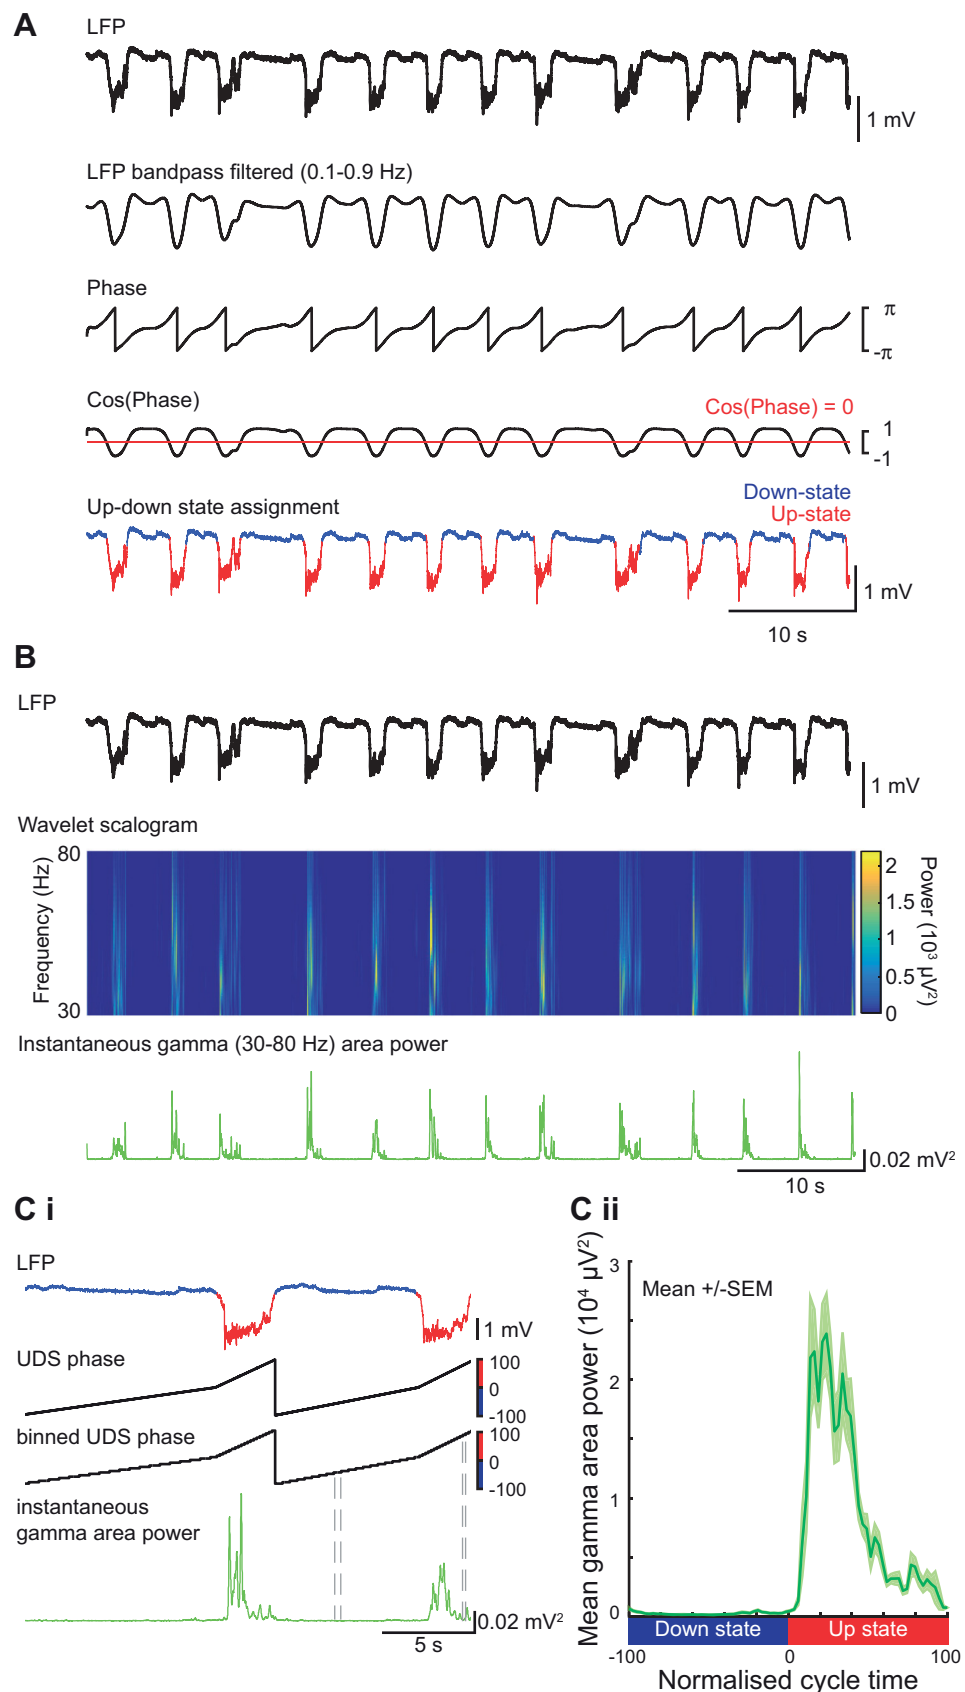 A
LFP
1 mV
LFP bandpass filtered (0.1-0.9 Hz)
Phase
π
-π
Cos(Phase)
Cos(Phase) = 0
1
-1
Up-down state assignment
Down-state
Up-state
1 mV
10 s
B
LFP
1 mV
Wavelet scalogram
80
30
Frequency (Hz)
2
1.5
1
0.5
0
Power (10³ µV²)
Instantaneous gamma (30-80 Hz) area power
0.02 mV²
10 s
C i
LFP
1 mV
UDS phase
100
0
-100
binned UDS phase
100
0
-100
instantaneous
gamma area power
0.02 mV²
5 s
C ii
Mean gamma area power (10⁴ µV²)
3
2
1
0
Mean +/-SEM
Down state
Up state
-100
0
100
Normalised cycle time